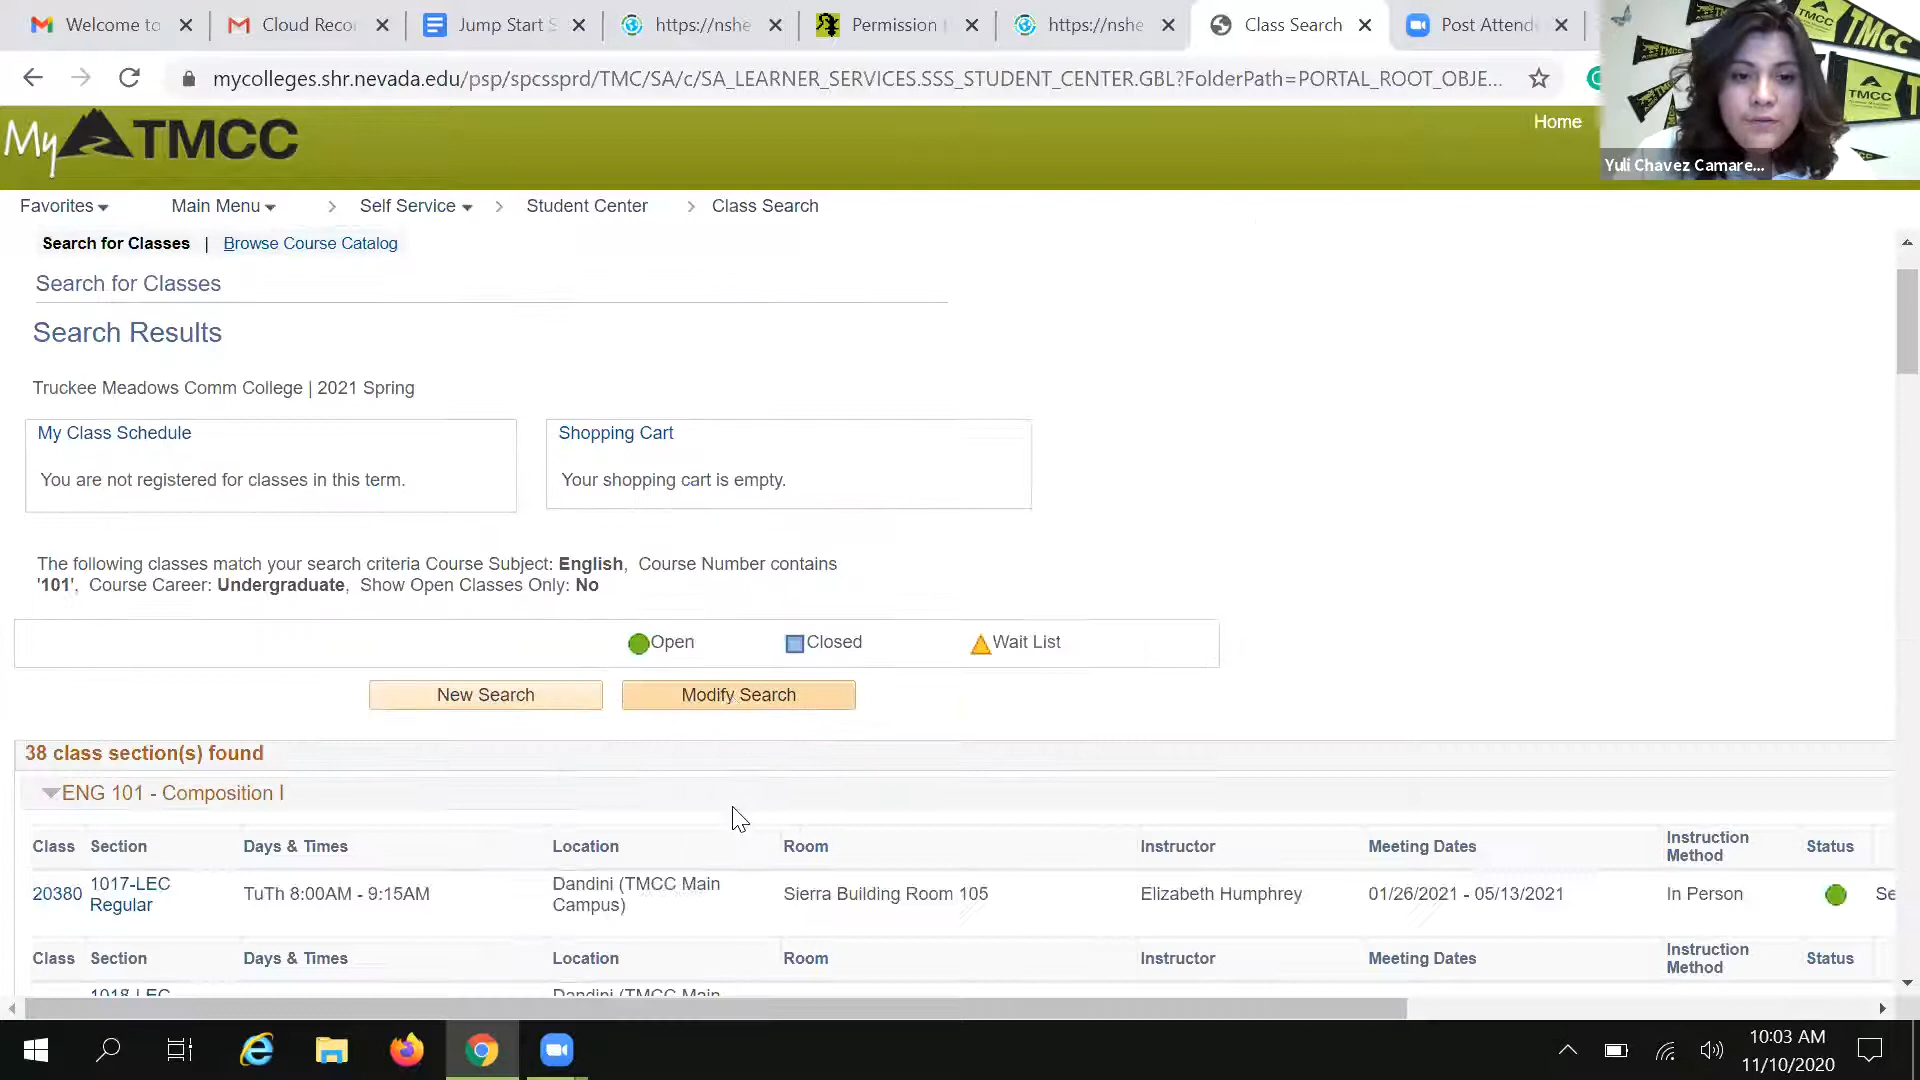 Welcome to
Cloud Reco
Jump Start S
https://nshe
Permission t
https://nshe
Class Search
Post Attend
mycolleges.shr.nevada.edu/psp/spcssprd/TMC/SA/c/SA_LEARNER_SERVICES.SSS_STUDENT_CENTER.GBL?FolderPath=PORTAL_ROOT_OBJE...
My TMCC
Home
TMCC
TMCC
TMCC
Yuli Chavez Camare...
Favorites
Main Menu
Self Service
Student Center
Class Search
Search for Classes | Browse Course Catalog
Search for Classes
Search Results
Truckee Meadows Comm College | 2021 Spring
My Class Schedule
You are not registered for classes in this term.
Shopping Cart
Your shopping cart is empty.
The following classes match your search criteria Course Subject: English, Course Number contains
'101', Course Career: Undergraduate, Show Open Classes Only: No
Open Closed Wait List
New Search Modify Search
38 class section(s) found
ENG 101 - Composition I
Class Section Days & Times Location Room Instructor Meeting Dates Instruction Method Status
20380 1017-LEC Regular TuTh 8:00AM - 9:15AM Dandini (TMCC Main Campus) Sierra Building Room 105 Elizabeth Humphrey 01/26/2021 - 05/13/2021 In Person Se
Class Section Days & Times Location Room Instructor Meeting Dates Instruction Method Status
1018-LEC Dandini (TMCC Main
10:03 AM
11/10/2020